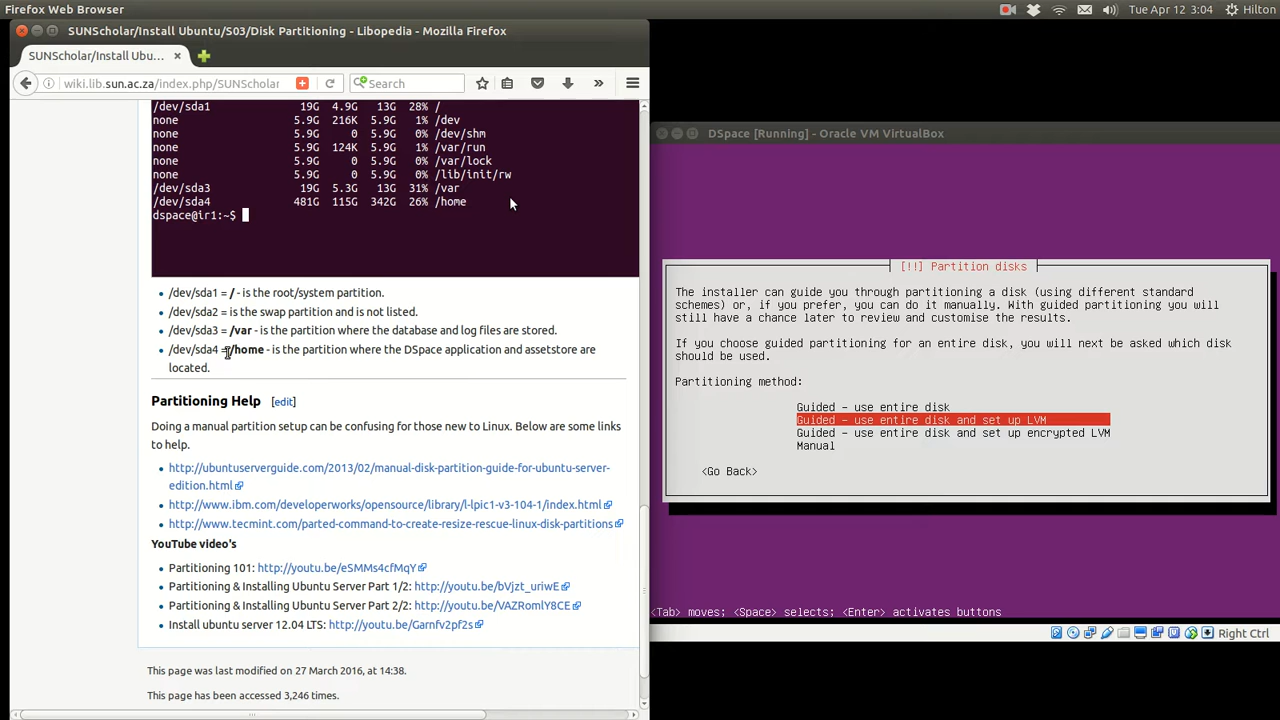 Firefox Web Browser
Tue Apr 12 3:04 Hilton
SUNScholar/Install Ubuntu/S03/Disk Partitioning - Libopedia - Mozilla Firefox
SUNScholar/Install Ubu...
wiki.lib.sun.ac.za/index.php/SUNScholar
Search
/dev/sda1 19G 4.9G 13G 28% /
none 5.9G 216K 5.9G 1% /dev
none 5.9G 0 5.9G 0% /dev/shm
none 5.9G 124K 5.9G 1% /var/run
none 5.9G 0 5.9G 0% /var/lock
none 5.9G 0 5.9G 0% /lib/init/rw
/dev/sda3 19G 5.3G 13G 31% /var
/dev/sda4 481G 115G 342G 26% /home
dspace@ir1:~$
/dev/sda1 = / - is the root/system partition.
/dev/sda2 = is the swap partition and is not listed.
/dev/sda3 = /var - is the partition where the database and log files are stored.
/dev/sda4 = /home - is the partition where the DSpace application and assetstore are
located.
Partitioning Help [edit]
Doing a manual partition setup can be confusing for those new to Linux. Below are some links
to help.
http://ubuntuserverguide.com/2013/02/manual-disk-partition-guide-for-ubuntu-server-
edition.html
http://www.ibm.com/developerworks/opensource/library/l-lpic1-v3-104-1/index.html
http://www.tecmint.com/parted-command-to-create-resize-rescue-linux-disk-partitions
YouTube video's
Partitioning 101: http://youtu.be/eSMMs4cfMqY
Partitioning & Installing Ubuntu Server Part 1/2: http://youtu.be/bVjzt_uriwE
Partitioning & Installing Ubuntu Server Part 2/2: http://youtu.be/VAZRomlY8CE
Install ubuntu server 12.04 LTS: http://youtu.be/Garnfv2pf2s
This page was last modified on 27 March 2016, at 14:38.
This page has been accessed 3,246 times.
DSpace [Running] - Oracle VM VirtualBox
[!!] Partition disks
The installer can guide you through partitioning a disk (using different standard
schemes) or, if you prefer, you can do it manually. With guided partitioning you will
still have a chance later to review and customise the results.
If you choose guided partitioning for an entire disk, you will next be asked which disk
should be used.
Partitioning method:
Guided - use entire disk
Guided - use entire disk and set up LVM
Guided - use entire disk and set up encrypted LVM
Manual
<Go Back>
<Tab> moves; <Space> selects; <Enter> activates buttons
Right Ctrl